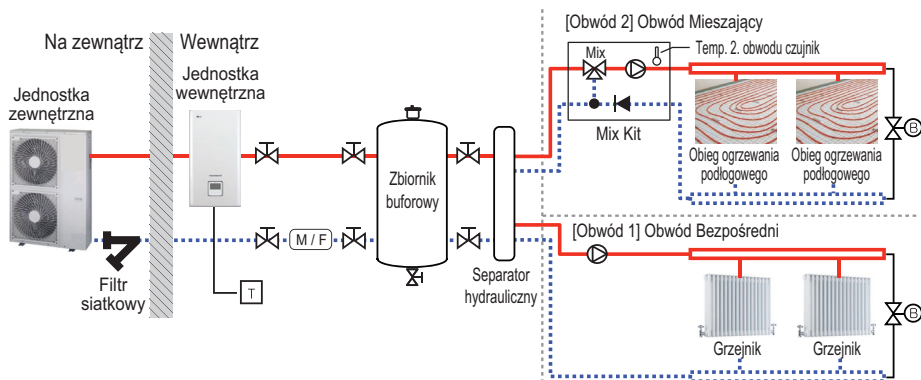 Na zewnątrz
Wewnątrz
Jednostka
zewnętrzna
Jednostka
wewnętrzna
Filtr
siatkowy
T
M / F
Zbiornik
buforowy
Separator
hydrauliczny
[Obwód 2] Obwód Mieszający
Mix
Temp. 2. obwodu czujnik
Mix Kit
Obieg ogrzewania
podłogowego
Obieg ogrzewania
podłogowego
B
[Obwód 1] Obwód Bezpośredni
Grzejnik
Grzejnik
B